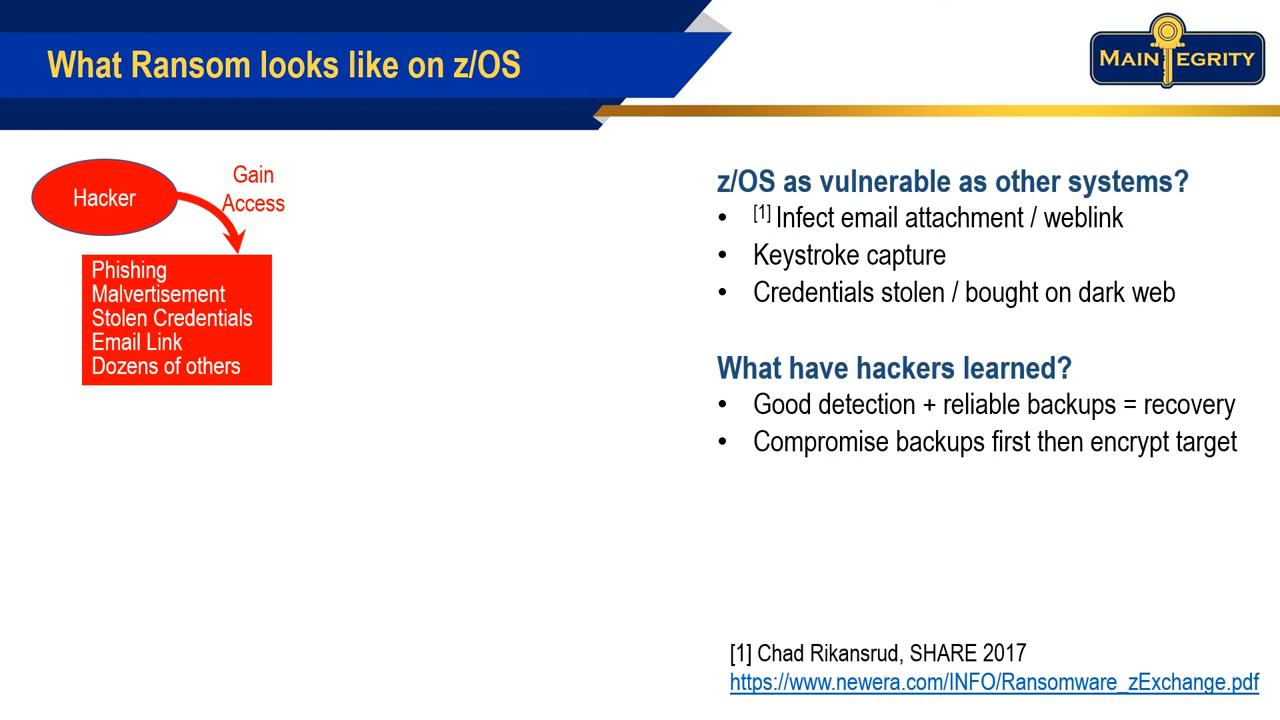 What Ransom looks like on z/OS
MAIN EGRITY
Hacker
Gain
Access
Phishing
Malvertisement
Stolen Credentials
Email Link
Dozens of others
z/OS as vulnerable as other systems?
• [1] Infect email attachment / weblink
• Keystroke capture
• Credentials stolen / bought on dark web
What have hackers learned?
• Good detection + reliable backups = recovery
• Compromise backups first then encrypt target
[1] Chad Rikansrud, SHARE 2017
https://www.newera.com/INFO/Ransomware_zExchange.pdf